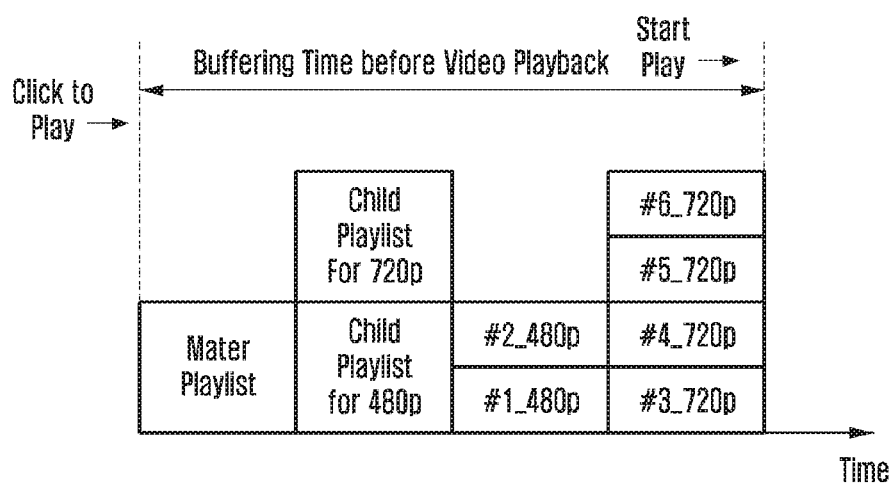 Click to
Play
Buffering Time before Video Playback
Start
Play
Mater
Playlist
Child
Playlist
For 720p
Child
Playlist
for 480p
#2_480p
#1_480p
#6_720p
#5_720p
#4_720p
#3_720p
Time